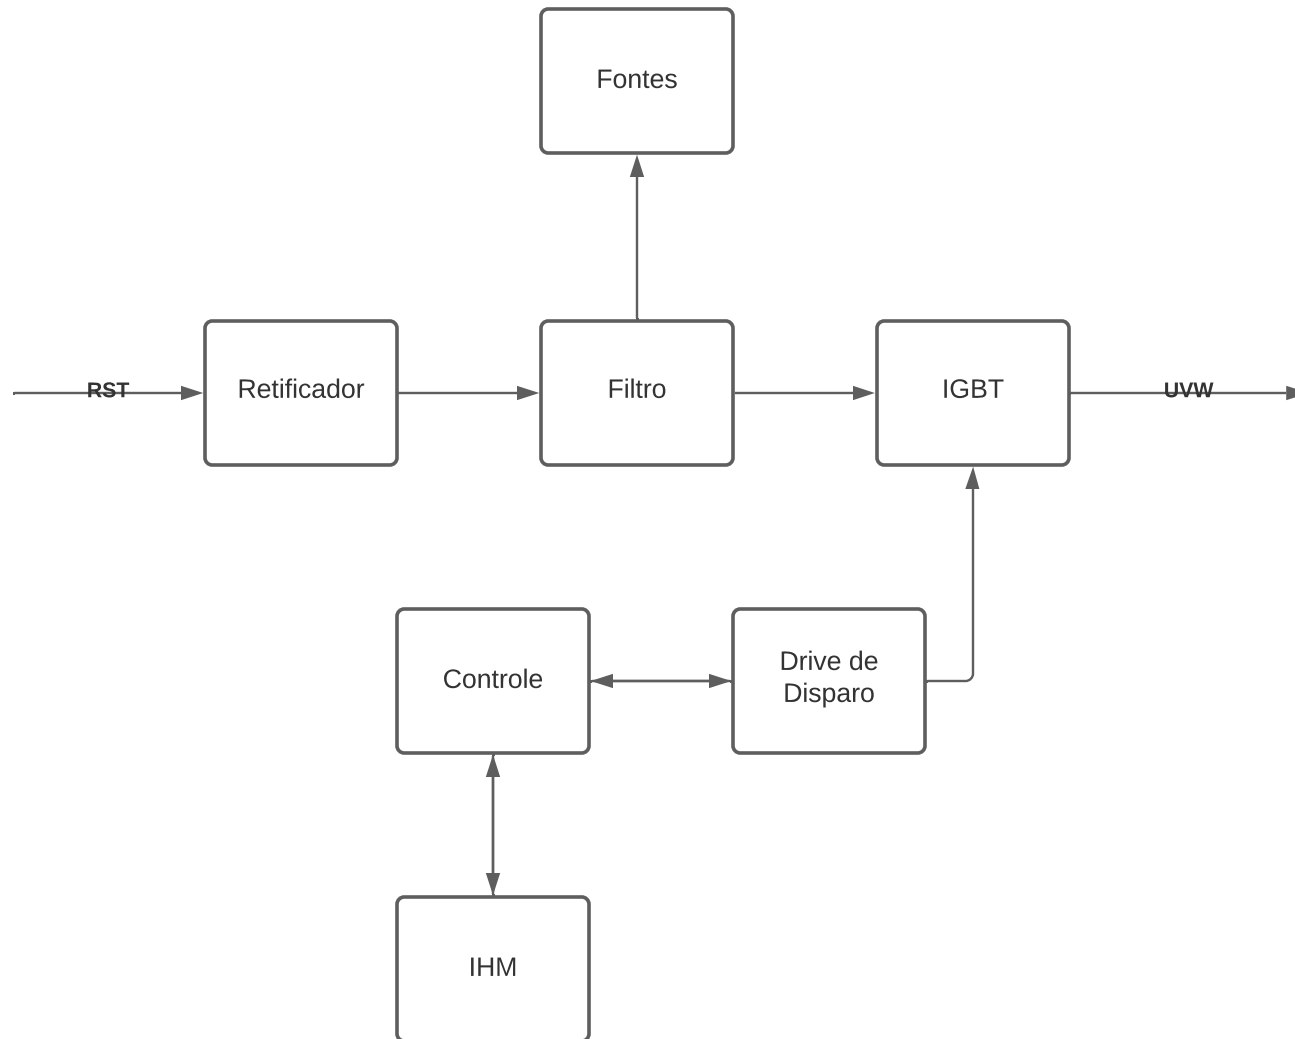 Fontes
RST
Retificador
Filtro
IGBT
UVW
Controle
Drive de
Disparo
IHM